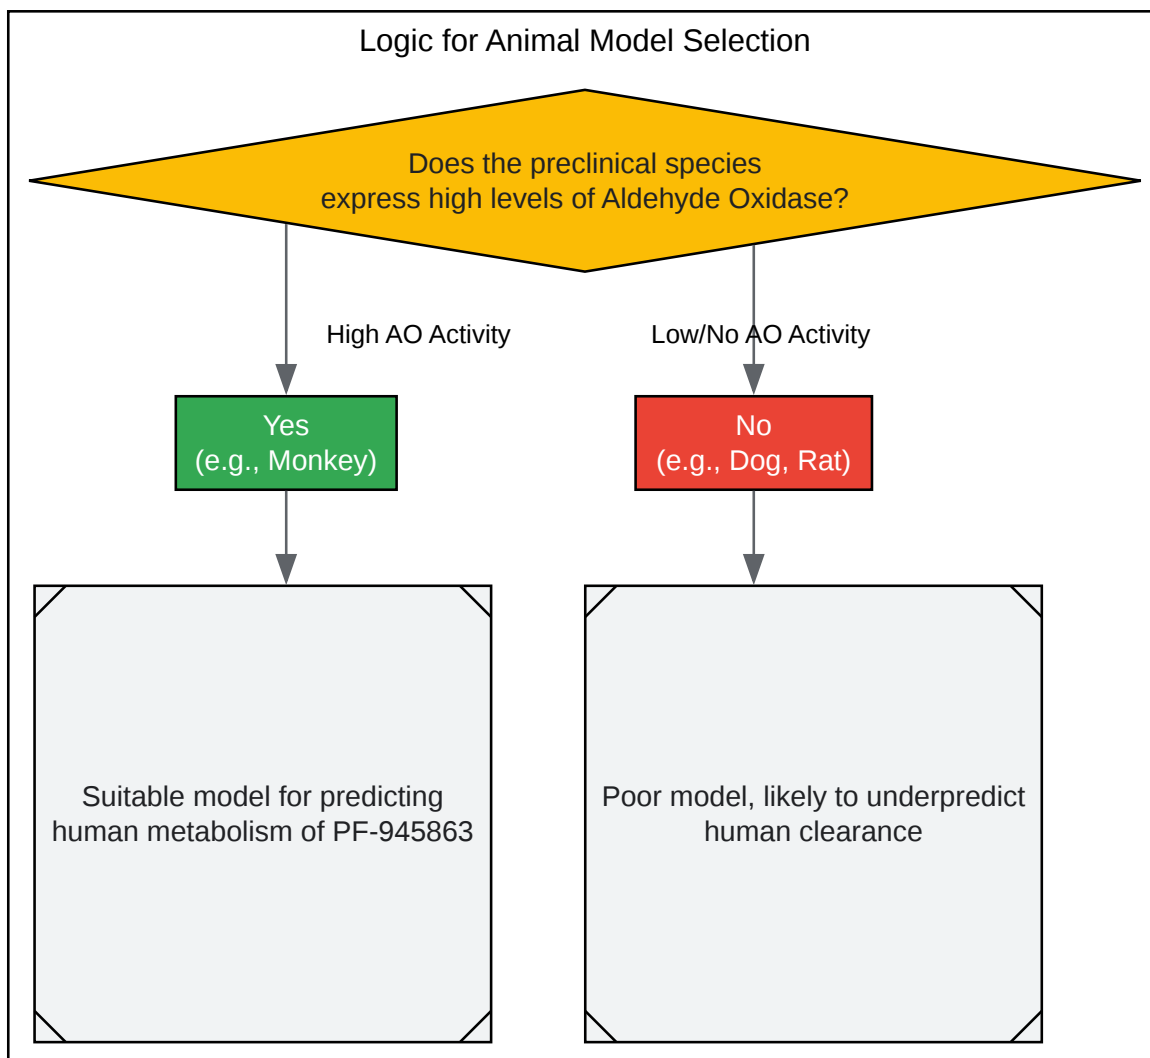 Logic for Animal Model Selection
Does the preclinical species
express high levels of Aldehyde Oxidase?
High AO Activity
Low/No AO Activity
Yes
(e.g., Monkey)
No
(e.g., Dog, Rat)
Suitable model for predicting
human metabolism of PF-945863
Poor model, likely to underpredict
human clearance